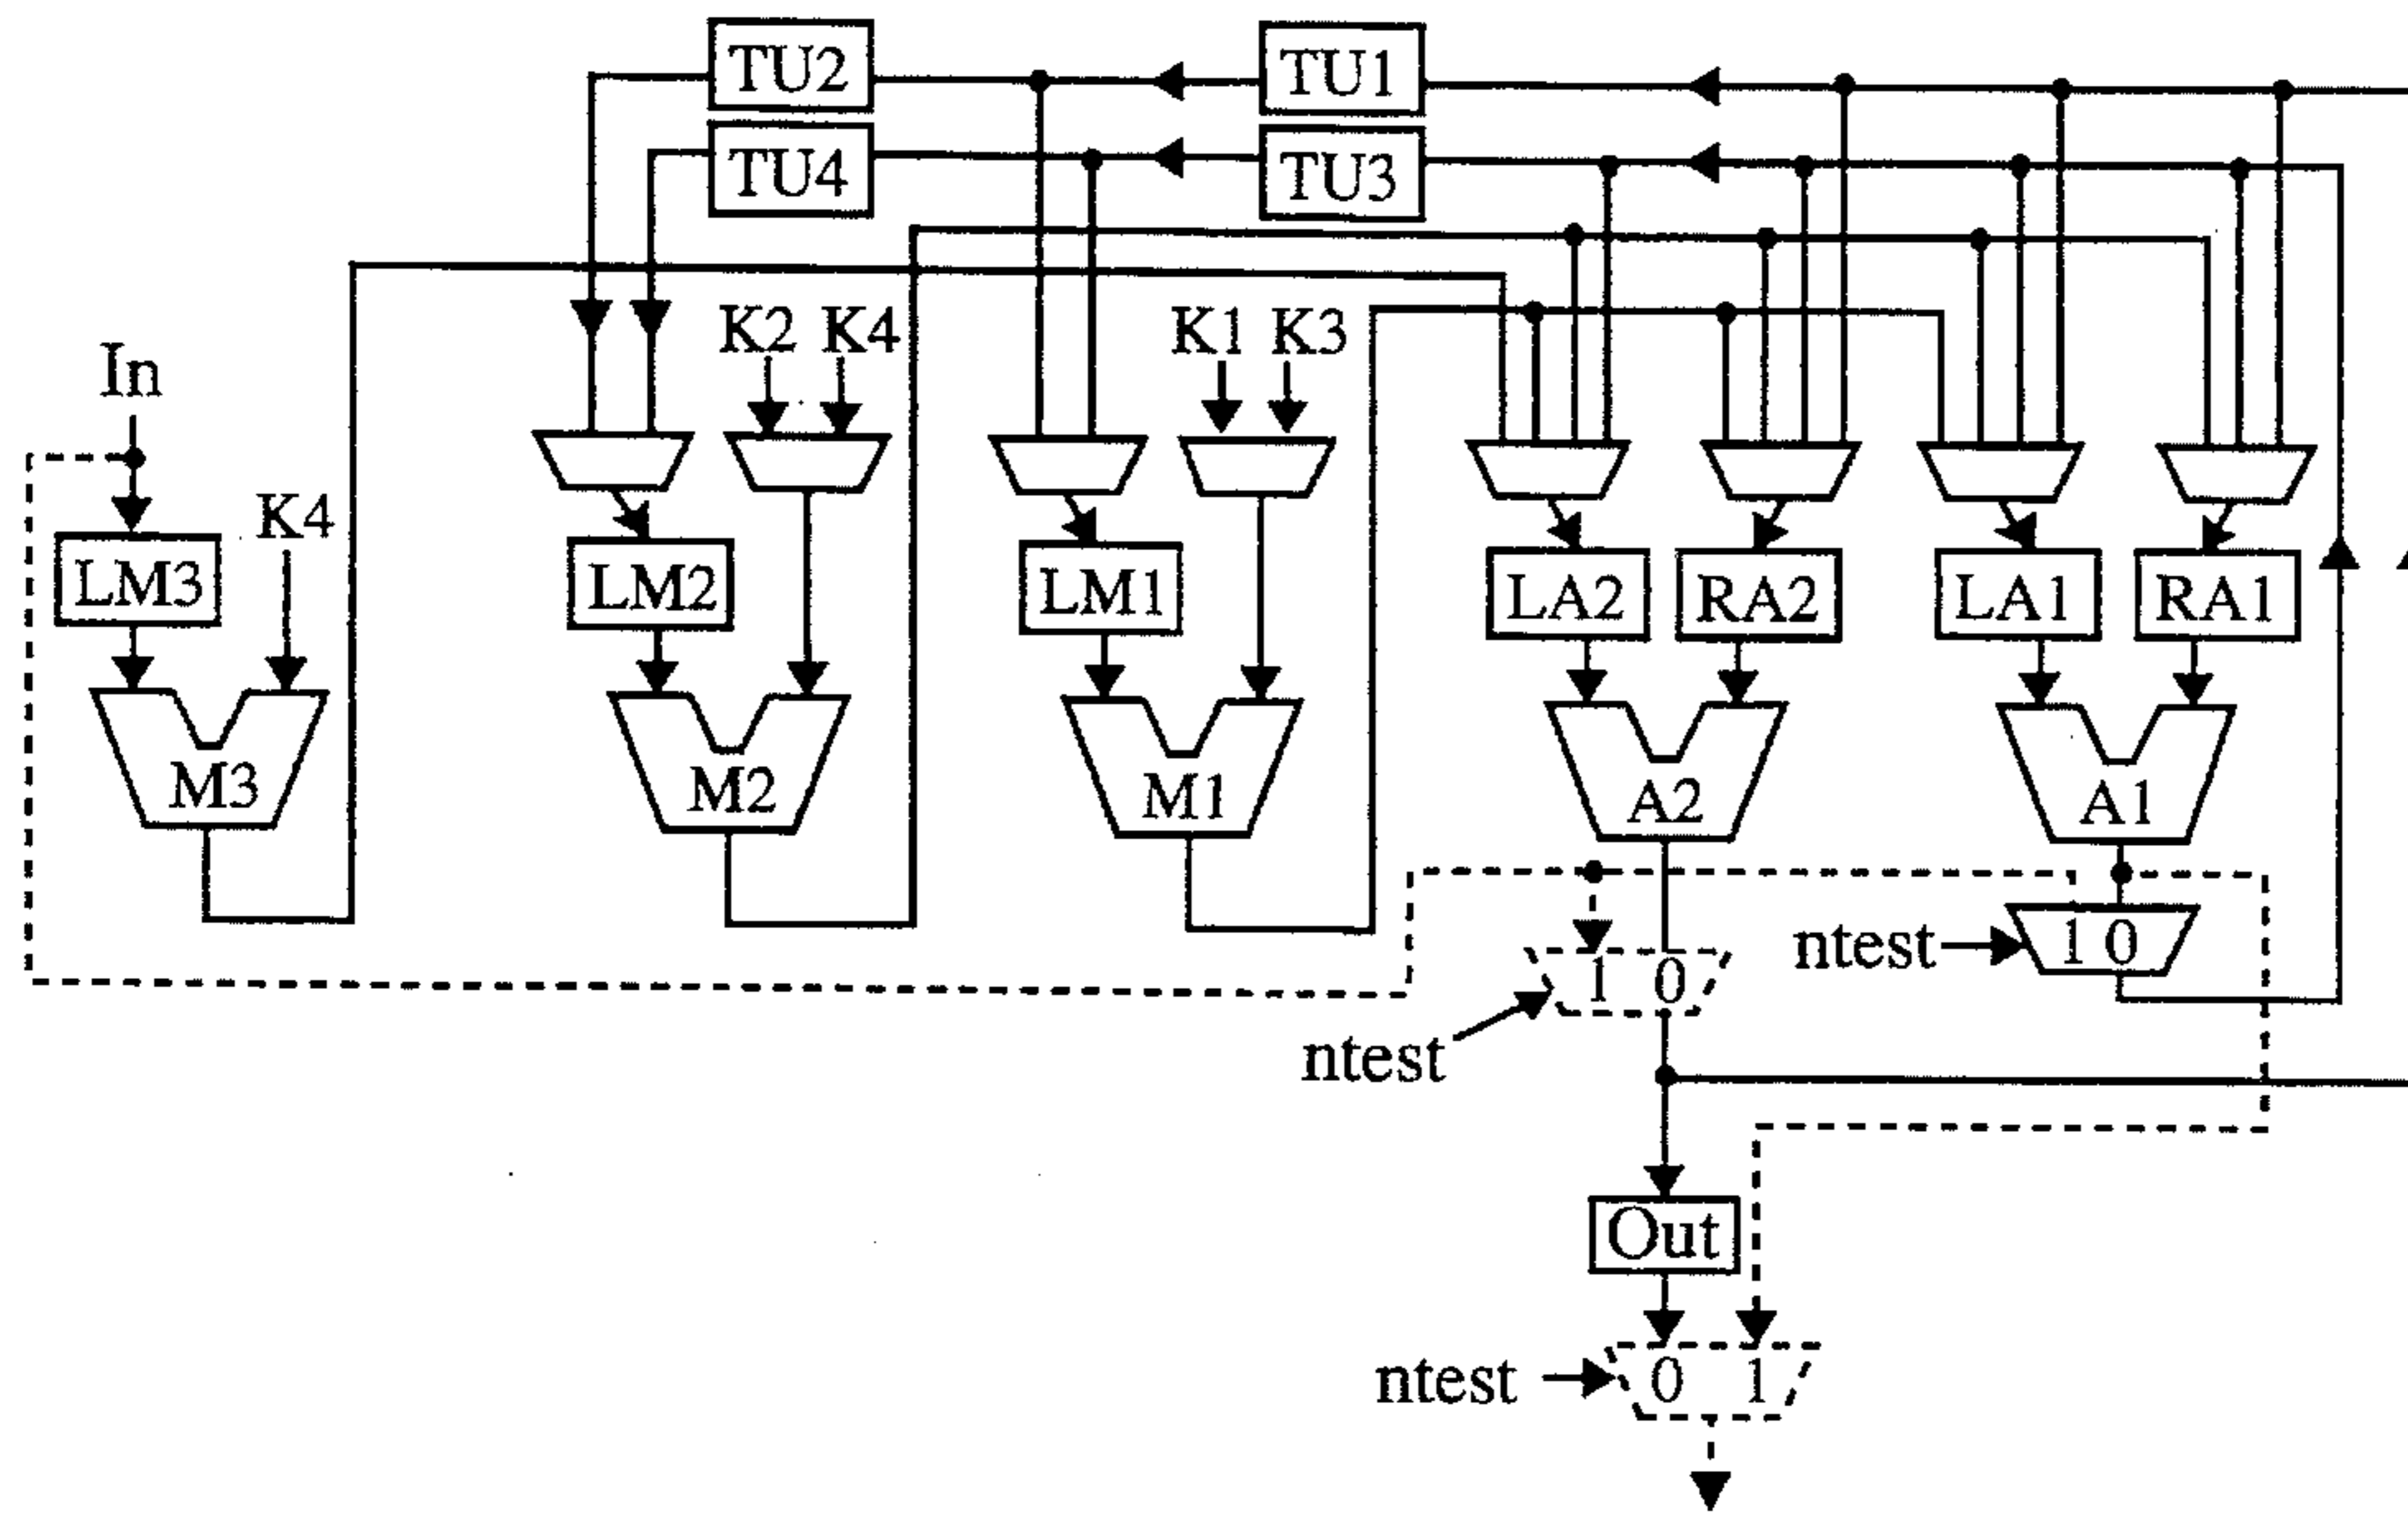 TU2 TU1
TU4 TU3
K2 K4 K1 K3
In
K4
LM3 LM2 LM1 LA2 RA2 LA1 RA1
M3 M2 M1 A2 A1
ntest 1 0
1 0
ntest
Out
ntest 0 1